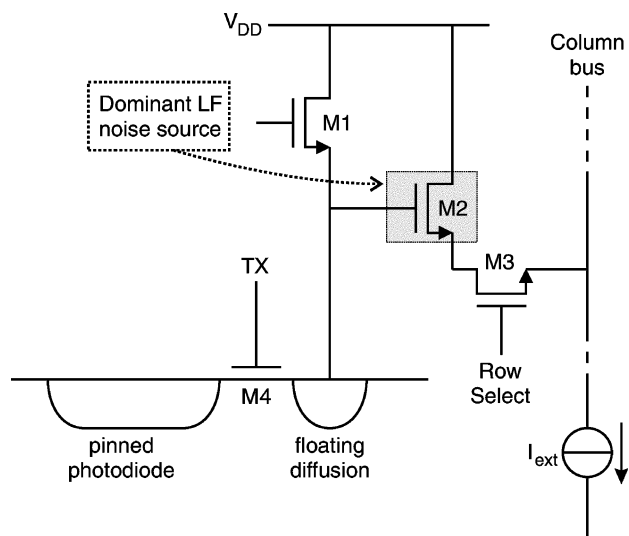 V_DD
Column
bus
Dominant LF
noise source
M1
M2
M3
TX
Row
Select
M4
pinned
photodiode
floating
diffusion
I_ext